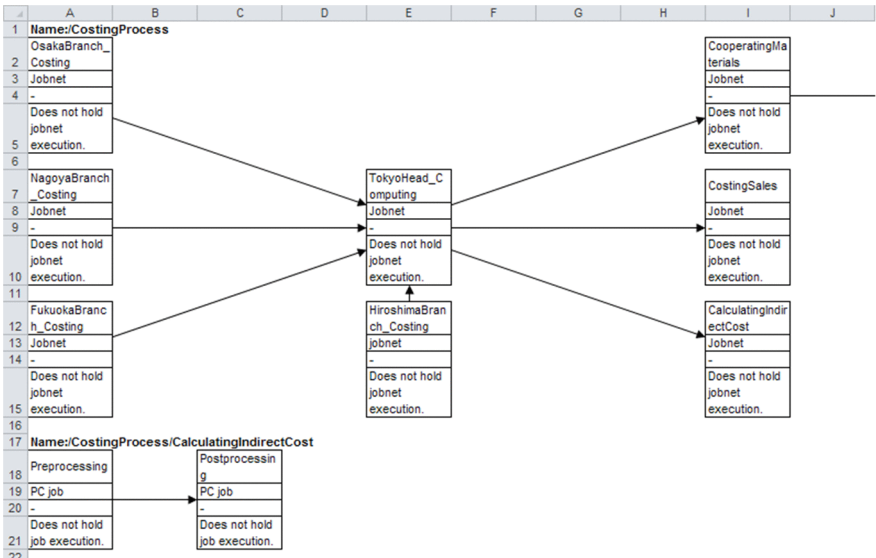 A B C D E F G H I J
1 Name:/CostingProcess
OsakaBranch_ CooperatingMa
2 Costing terials
3 Jobnet Jobnet
4 - -
Does not hold Does not hold
jobnet jobnet
5 execution. execution.
6
NagoyaBranch TokyoHead_C CostingSales
7 _Costing omputing
8 Jobnet Jobnet Jobnet
9 - - -
Does not hold Does not hold Does not hold
jobnet jobnet jobnet
10 execution. execution. execution.
11
FukuokaBranc HiroshimaBran CalculatingIndir
12 h_Costing ch_Costing ectCost
13 Jobnet jobnet Jobnet
14 - - -
Does not hold Does not hold Does not hold
jobnet jobnet jobnet
15 execution. execution. execution.
16
17 Name:/CostingProcess/CalculatingIndirectCost
Preprocessing Postprocessin
18 g
19 PC job PC job
20 - -
Does not hold Does not hold
21 job execution. job execution.
22